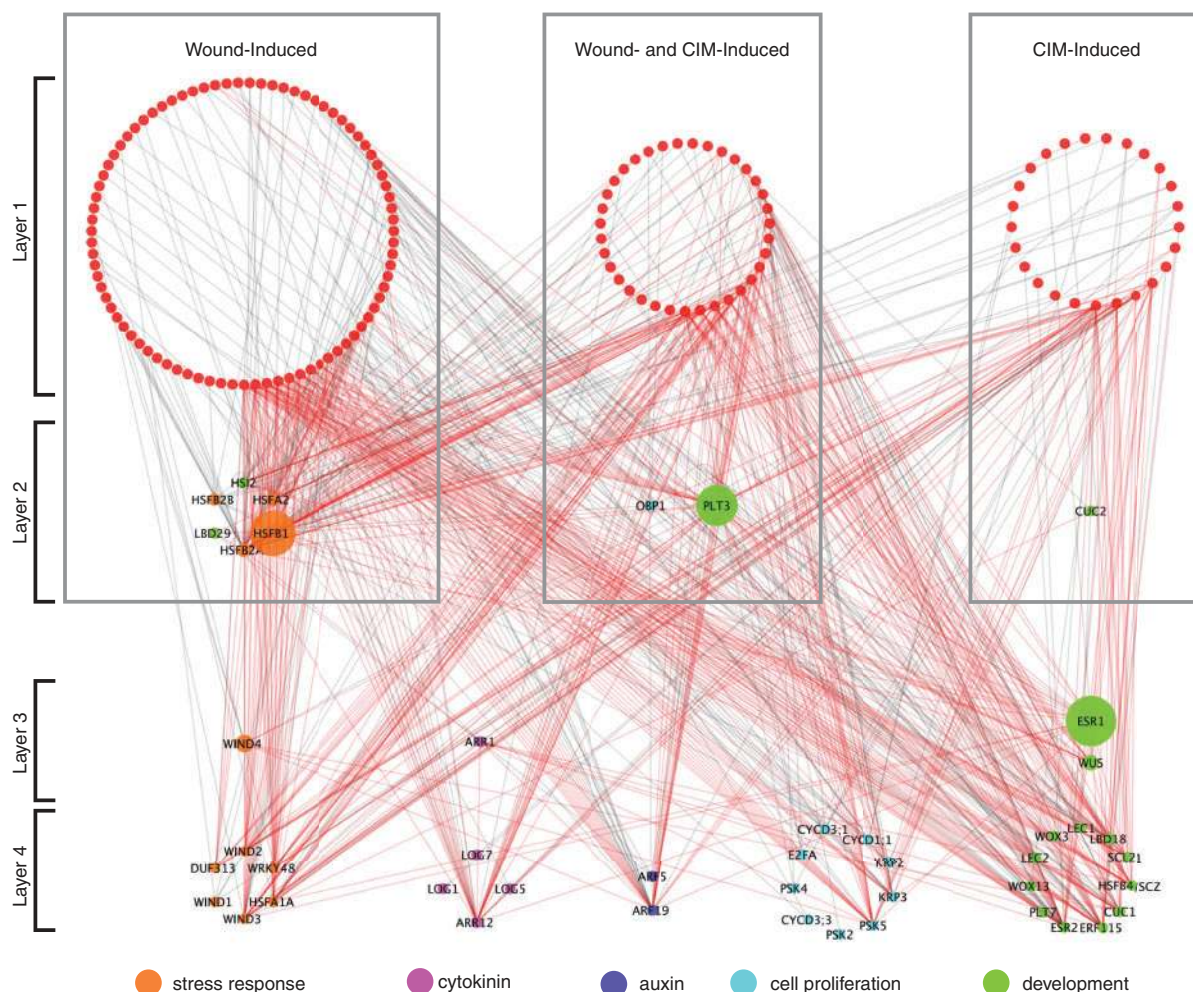 Wound-Induced
Wound- and CIM-Induced
CIM-Induced
Layer 1
Layer 2
HSI2
HSFB2B
HSFA2
LBD29
HSFB1
HSFB2A
OBP1
PLT3
CUC2
Layer 3
WIND4
ARR1
ESR1
WU5
Layer 4
WIND2
DUF313
WRKY48
WIND1
HSFA1A
WIND3
LOG7
LOG1
LOG5
ARR12
ARF5
ARF19
CYCD3;1
CYCD1;1
E2FA
KRP2
PSK4
KRP3
CYCD3;3
PSK5
PSK2
LEC1
WOX3
LBD18
LEC2
SCL21
WOX13
HSFB4
PLT7
CUC1
ESR2
ERF115
stress response
cytokinin
auxin
cell proliferation
development